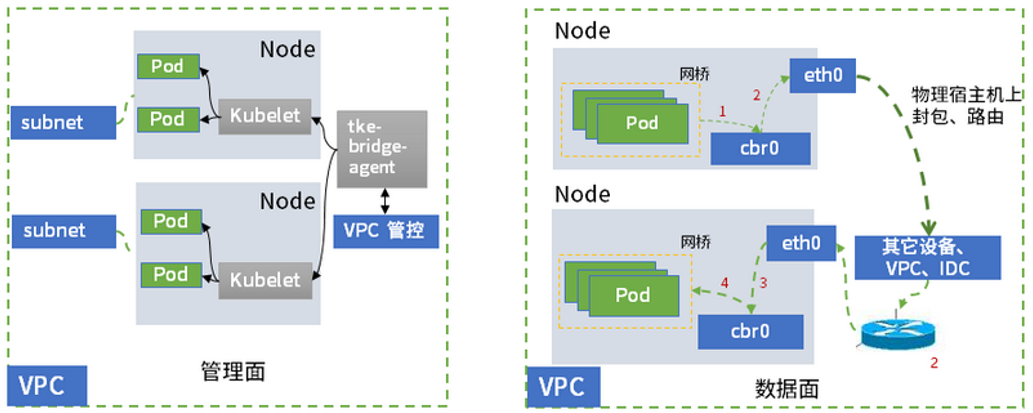 Node
Pod
Pod
Kubelet
subnet
tke-
bridge-
agent
Node
Pod
subnet
VPC 管控
Pod
Kubelet
管理面
VPC
Node
网桥
eth0
2
1
Pod
cbr0
物理宿主机上
封包、路由
Node
网桥
eth0
其它设备、
VPC、IDC
4
3
Pod
cbr0
2
数据面
VPC